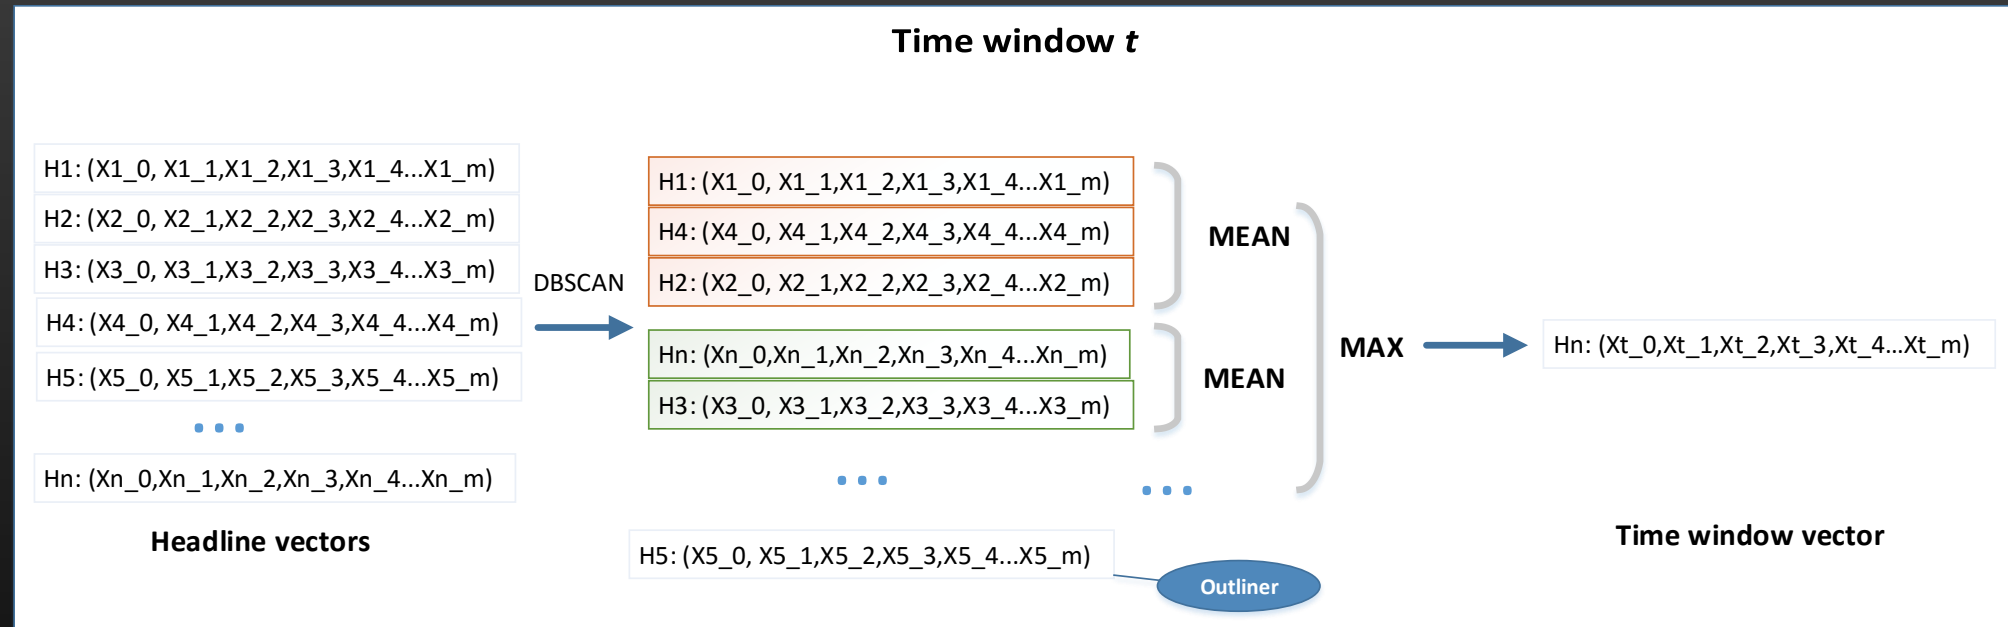 Time window t
H1: (X1_0, X1_1,X1_2,X1_3,X1_4...X1_m)
H2: (X2_0, X2_1,X2_2,X2_3,X2_4...X2_m)
H3: (X3_0, X3_1,X3_2,X3_3,X3_4...X3_m)
H4: (X4_0, X4_1,X4_2,X4_3,X4_4...X4_m)
H5: (X5_0, X5_1,X5_2,X5_3,X5_4...X5_m)
...
Hn: (Xn_0,Xn_1,Xn_2,Xn_3,Xn_4...Xn_m)
Headline vectors
DBSCAN
H1: (X1_0, X1_1,X1_2,X1_3,X1_4...X1_m)
H4: (X4_0, X4_1,X4_2,X4_3,X4_4...X4_m)
H2: (X2_0, X2_1,X2_2,X2_3,X2_4...X2_m)
MEAN
Hn: (Xn_0,Xn_1,Xn_2,Xn_3,Xn_4...Xn_m)
H3: (X3_0, X3_1,X3_2,X3_3,X3_4...X3_m)
MEAN
...
...
H5: (X5_0, X5_1,X5_2,X5_3,X5_4...X5_m)
Outliner
MAX
Hn: (Xt_0,Xt_1,Xt_2,Xt_3,Xt_4...Xt_m)
Time window vector